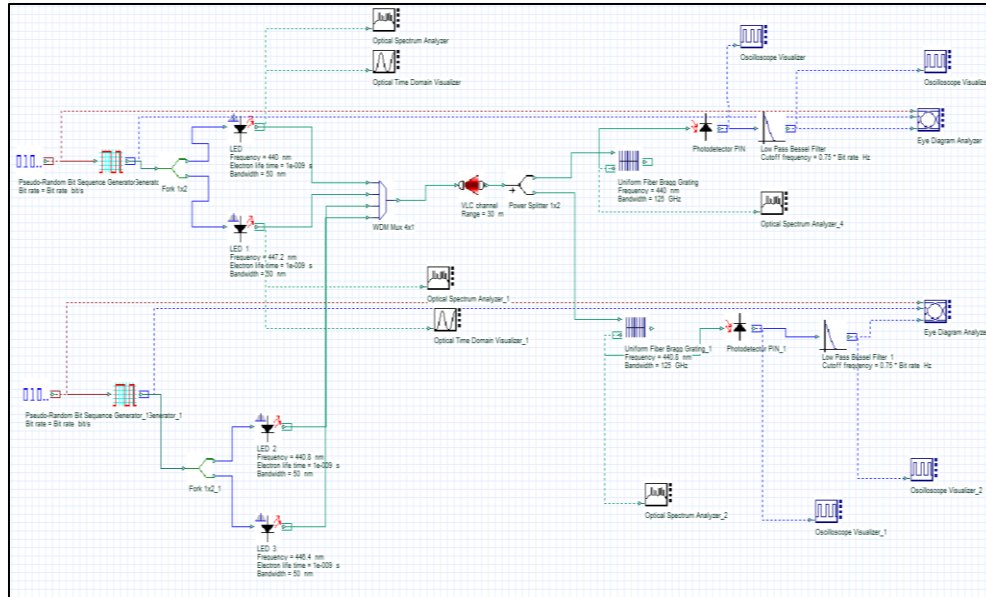 Optical Spectrum Analyzer
Optical Time Domain Visualizer
Oscilloscope Visualizer
Oscilloscope Visualize
LED
Frequency = 440 nm
Electron life time = 1e-009 s
Bandwidth = 50 nm
Pseudo-Random Bit Sequence Generator
Bit rate = Bit rate bit/s
Fork 1x2
Photodetector PIN
Low Pass Bessel Filter
Cutoff frequency = 0.75 * Bit rate Hz
Eye Diagram Analyzer
Uniform Fiber Bragg Grating
Frequency = 440 nm
Bandwidth = 125 GHz
VLC channel
Range = 30 m
Power Splitter 1x2
WDM Mux 4x1
Optical Spectrum Analyzer_4
LED 1
Frequency = 447.2 nm
Electron life time = 1e-009 s
Bandwidth = 50 nm
Optical Spectrum Analyzer_1
Optical Time Domain Visualizer_1
Eye Diagram Analyze
Uniform Fiber Bragg Grating_1
Frequency = 440.8 nm
Bandwidth = 125 GHz
Photodetector PIN_1
Low Pass Bessel Filter 1
Cutoff frequency = 0.75 * Bit rate Hz
Pseudo-Random Bit Sequence Generator_1
Bit rate = Bit rate bit/s
LED 2
Frequency = 440.8 nm
Electron life time = 1e-009 s
Bandwidth = 50 nm
Fork 1x2_1
Oscilloscope Visualizer_2
Optical Spectrum Analyzer_2
Oscilloscope Visualizer_1
LED 3
Electron life time = 1e-009 s
Bandwidth = 50 nm